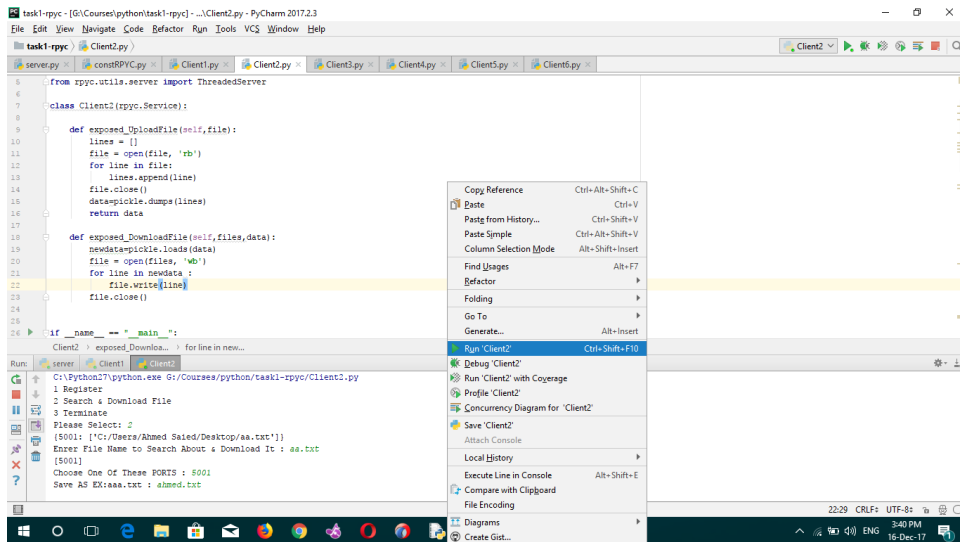 task1-rpyc - [G:\Courses\python\task1-rpyc] - ...\Client2.py - PyCharm 2017.2.3
File Edit View Navigate Code Refactor Run Tools VCS Window Help
task1-rpyc Client2.py Client2
server.py constRPYC.py Client1.py Client2.py Client3.py Client4.py Client5.py Client6.py
5 from rpyc.utils.server import ThreadedServer
6
7 class Client2(rpyc.Service):
8
9 def exposed_UploadFile(self,file):
10 lines = []
11 file = open(file, 'rb')
12 for line in file:
13 lines.append(line)
14 file.close()
15 data=pickle.dumps(lines)
16 return data
17
18 def exposed_DownloadFile(self,files,data):
19 newdata=pickle.loads(data)
20 file = open(files, 'wb')
21 for line in newdata :
22 file.write(line)
23 file.close()
24
25
26 if __name__ == "__main__":
Client2 > exposed_Downloa... > for line in new...
Run: server Client1 Client2
C:\Python27\python.exe G:/Courses/python/task1-rpyc/Client2.py
1 Register
2 Search & Download File
3 Terminate
Please Select: 2
{5001: ['C:/Users/Ahmed Saied/Desktop/aa.txt']}
Enrer File Name to Search About & Download It : aa.txt
[5001]
Choose One Of These PORTS : 5001
Save AS EX:aaa.txt : ahmed.txt
Copy Reference Ctrl+Alt+Shift+C
Paste Ctrl+V
Paste from History... Ctrl+Shift+V
Paste Simple Ctrl+Alt+Shift+V
Column Selection Mode Alt+Shift+Insert
Find Usages Alt+F7
Refactor
Folding
Go To
Generate... Alt+Insert
Run 'Client2' Ctrl+Shift+F10
Debug 'Client2'
Run 'Client2' with Coverage
Profile 'Client2'
Concurrency Diagram for 'Client2'
Save 'Client2'
Attach Console
Local History
Execute Line in Console Alt+Shift+E
Compare with Clipboard
File Encoding
Diagrams
Create Gist...
22:29 CRLF÷ UTF-8÷
ENG 3:40 PM
16-Dec-17